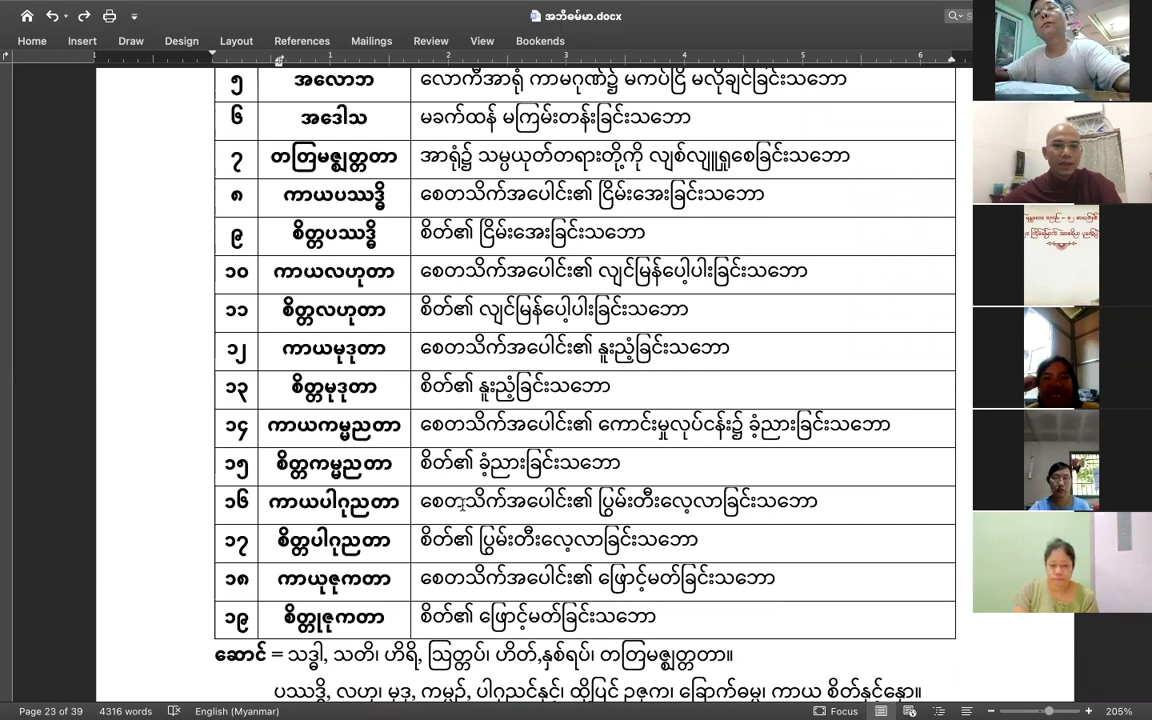 အဘိဓမ်မာ.docx
Home Insert Draw Design Layout References Mailings Review View Bookends
1 1 2 3 4 5 6
၅ အလောဘ လောကီအာရုံ ကာမဂုဏ်၌ မကပ်ငြိ မလိုချင်ခြင်းသဘော
၆ အဒေါသ မခက်ထန် မကြမ်းတန်းခြင်းသဘော
၇ တတြမဇ္ဈတ္တတာ အာရုံ၌ သမ္ပယုတ်တရားတို့ကို လျစ်လျူရှုစေခြင်းသဘော
၈ ကာယပဿဒ္ဓိ စေတသိက်အပေါင်း၏ ငြိမ်းအေးခြင်းသဘော
၉ စိတ္တပဿဒ္ဓိ စိတ်၏ ငြိမ်းအေးခြင်းသဘော
၁၀ ကာယလဟုတာ စေတသိက်အပေါင်း၏ လျင်မြန်ပေါ့ပါးခြင်းသဘော
၁၁ စိတ္တလဟုတာ စိတ်၏ လျင်မြန်ပေါ့ပါးခြင်းသဘော
၁၂ ကာယမုဒုတာ စေတသိက်အပေါင်း၏ နူးညံ့ခြင်းသဘော
၁၃ စိတ္တမုဒုတာ စိတ်၏ နူးညံ့ခြင်းသဘော
၁၄ ကာယကမ္မညတာ စေတသိက်အပေါင်း၏ ကောင်းမှုလုပ်ငန်း၌ ခံ့ညားခြင်းသဘော
၁၅ စိတ္တကမ္မညတာ စိတ်၏ ခံ့ညားခြင်းသဘော
၁၆ ကာယပါဂုညတာ စေတသိက်အပေါင်း၏ ပြွမ်းတီးလေ့လာခြင်းသဘော
၁၇ စိတ္တပါဂုညတာ စိတ်၏ ပြွမ်းတီးလေ့လာခြင်းသဘော
၁၈ ကာယုဇုကတာ စေတသိက်အပေါင်း၏ ဖြောင့်မတ်ခြင်းသဘော
၁၉ စိတ္တုဇုကတာ စိတ်၏ ဖြောင့်မတ်ခြင်းသဘော
ဆောင် = သဒ္ဓါ, သတိ၊ ဟိရိ, ဩတ္တပ်၊ ဟိတ်,နှစ်ရပ်၊ တတြမဇ္ဈတ္တတာ။
ပဿဒ္ဓိ, လဟု၊ မုဒု, ကမ္မဉ်, ပါဂုညင်နှင့်၊ ထိုပြင် ဥဇုက၊ ခြောက်ဓမ္မ၊ ကာယ စိတ်နှင့်နှော။
Page 23 of 39 4316 words English (Myanmar) Focus 205%